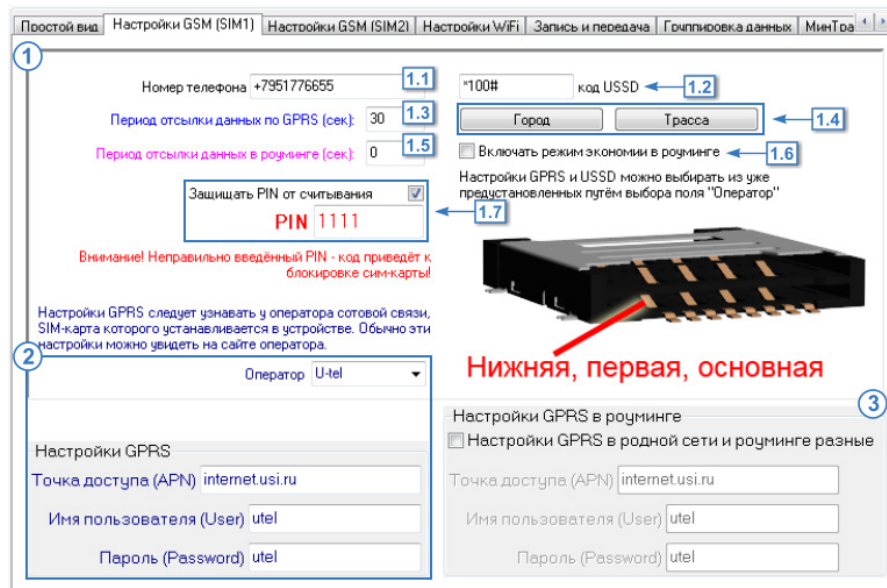 Простой вид Настройки GSM (SIM1) Настройки GSM (SIM2) Настройки WiFi Запись и передача Группировка данных МинТра
1
Номер телефона +7951776655 1.1 *100# код USSD 1.2
Период отсылки данных по GPRS (сек): 30 1.3 Город Трасса 1.4
Период отсылки данных в роуминге (сек): 0 1.5 Включать режим экономии в роуминге 1.6
Настройки GPRS и USSD можно выбирать из уже
предустановленных путём выбора поля "Оператор"
Защищать PIN от считывания
PIN 1111 1.7
Внимание! Неправильно введённый PIN - код приведёт к
блокировке сим-карты!
Настройки GPRS следует узнавать у оператора сотовой связи,
SIM-карта которого устанавливается в устройстве. Обычно эти
настройки можно увидеть на сайте оператора.
2
Оператор U-tel
Нижняя, первая, основная
3
Настройки GPRS
Точка доступа (APN) internet.usi.ru
Имя пользователя (User) utel
Пароль (Password) utel
Настройки GPRS в роуминге
Настройки GPRS в родной сети и роуминге разные
Точка доступа (APN) internet.usi.ru
Имя пользователя (User) utel
Пароль (Password) utel